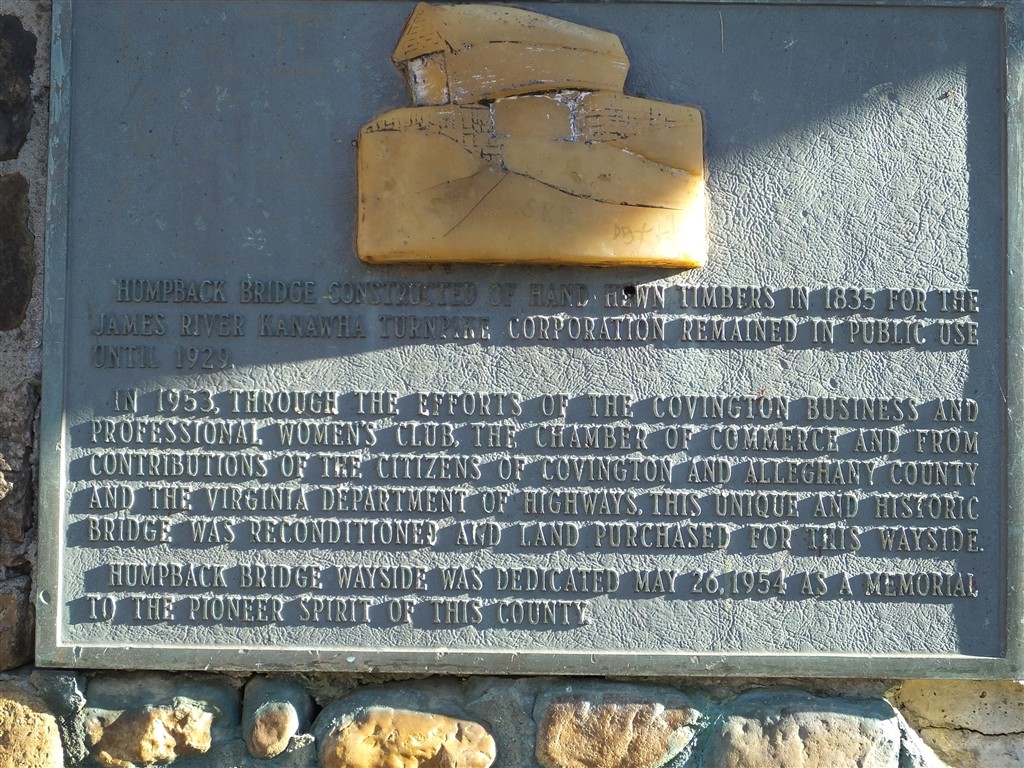 HUMPBACK BRIDGE CONSTRUCTED OF HAND HEWN TIMBERS IN 1835 FOR THE
JAMES RIVER KANAWHA TURNPIKE CORPORATION REMAINED IN PUBLIC USE
UNTIL 1929.
IN 1953, THROUGH THE EFFORTS OF THE COVINGTON BUSINESS AND
PROFESSIONAL WOMEN'S CLUB, THE CHAMBER OF COMMERCE AND FROM
CONTRIBUTIONS OF THE CITIZENS OF COVINGTON AND ALLEGHANY COUNTY
AND THE VIRGINIA DEPARTMENT OF HIGHWAYS, THIS UNIQUE AND HISTORIC
BRIDGE WAS RECONDITIONED AND LAND PURCHASED FOR THIS WAYSIDE.
HUMPBACK BRIDGE WAYSIDE WAS DEDICATED MAY 26, 1954 AS A MEMORIAL
TO THE PIONEER SPIRIT OF THIS COUNTY.